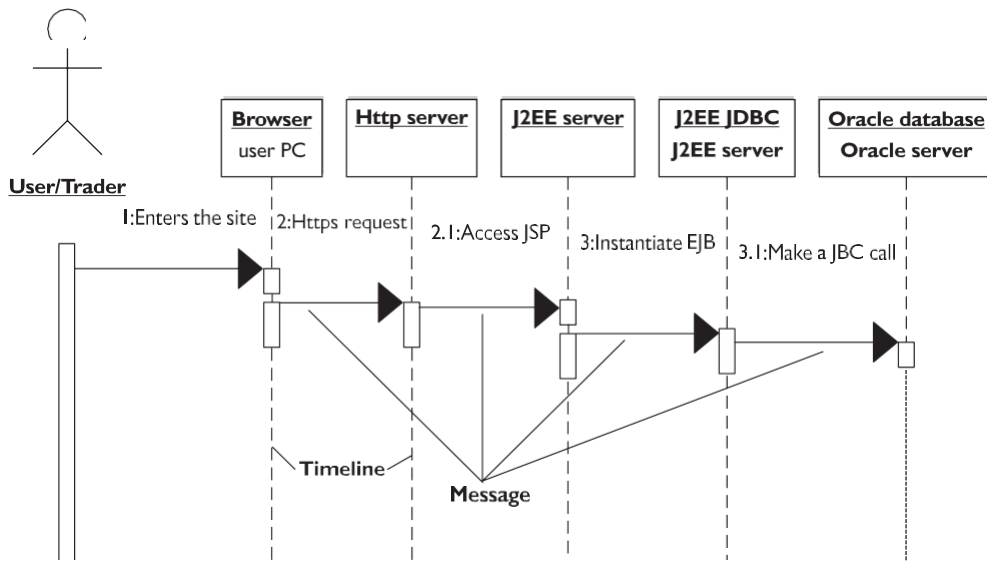 Browser
user PC
Http server
J2EE server
J2EE JDBC
J2EE server
Oracle database
Oracle server
User/Trader
1:Enters the site
2:Https request
2.1:Access JSP
3:Instantiate EJB
3.1:Make a JBC call
Timeline
Message